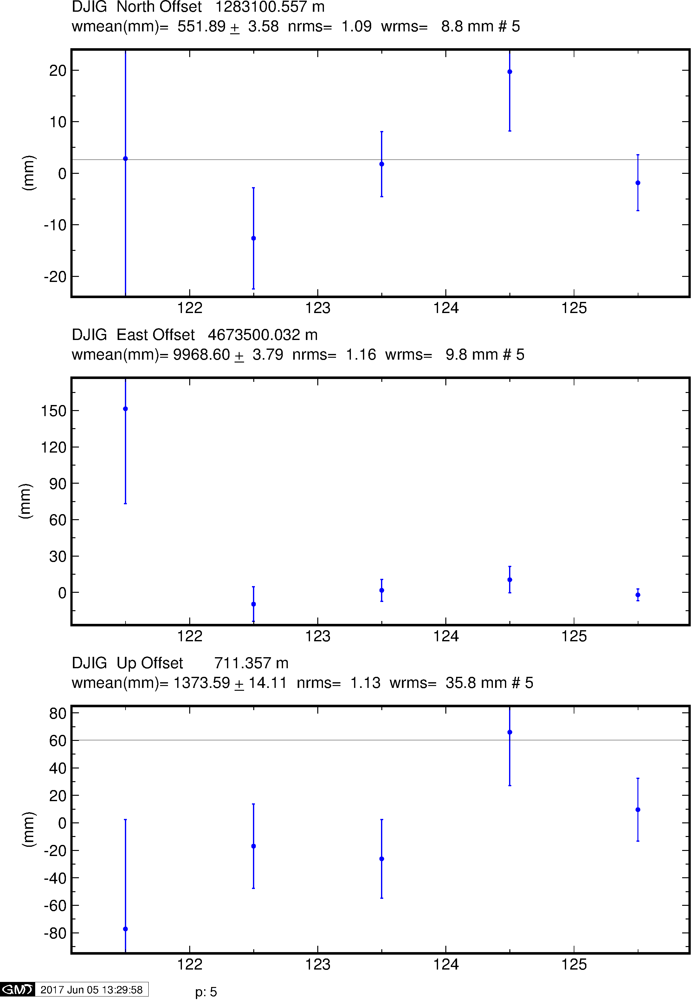 DJIG North Offset 1283100.557 m
wmean(mm)= 551.89 ± 3.58 nrms= 1.09 wrms= 8.8 mm # 5
20
10
0
-10
-20
(mm)
122 123 124 125
DJIG East Offset 4673500.032 m
wmean(mm)= 9968.60 ± 3.79 nrms= 1.16 wrms= 9.8 mm # 5
150
120
90
60
30
0
(mm)
122 123 124 125
DJIG Up Offset 711.357 m
wmean(mm)= 1373.59 ± 14.11 nrms= 1.13 wrms= 35.8 mm # 5
80
60
40
20
0
-20
-40
-60
-80
(mm)
122 123 124 125
GMT 2017 Jun 05 13:29:58
p: 5